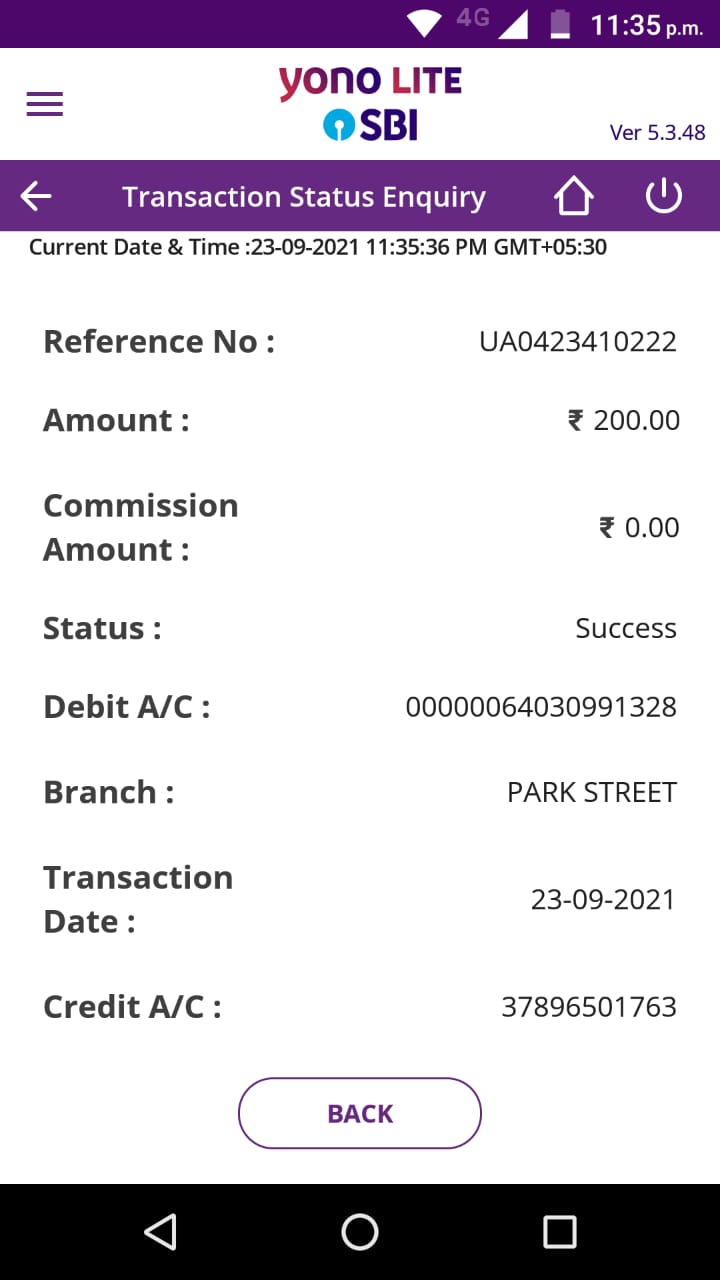 4G 11:35 p.m.
yono LITE
SBI
Ver 5.3.48
Transaction Status Enquiry
Current Date & Time :23-09-2021 11:35:36 PM GMT+05:30
Reference No : UA0423410222
Amount : ₹ 200.00
Commission
Amount : ₹ 0.00
Status : Success
Debit A/C : 00000064030991328
Branch : PARK STREET
Transaction
Date : 23-09-2021
Credit A/C : 37896501763
BACK